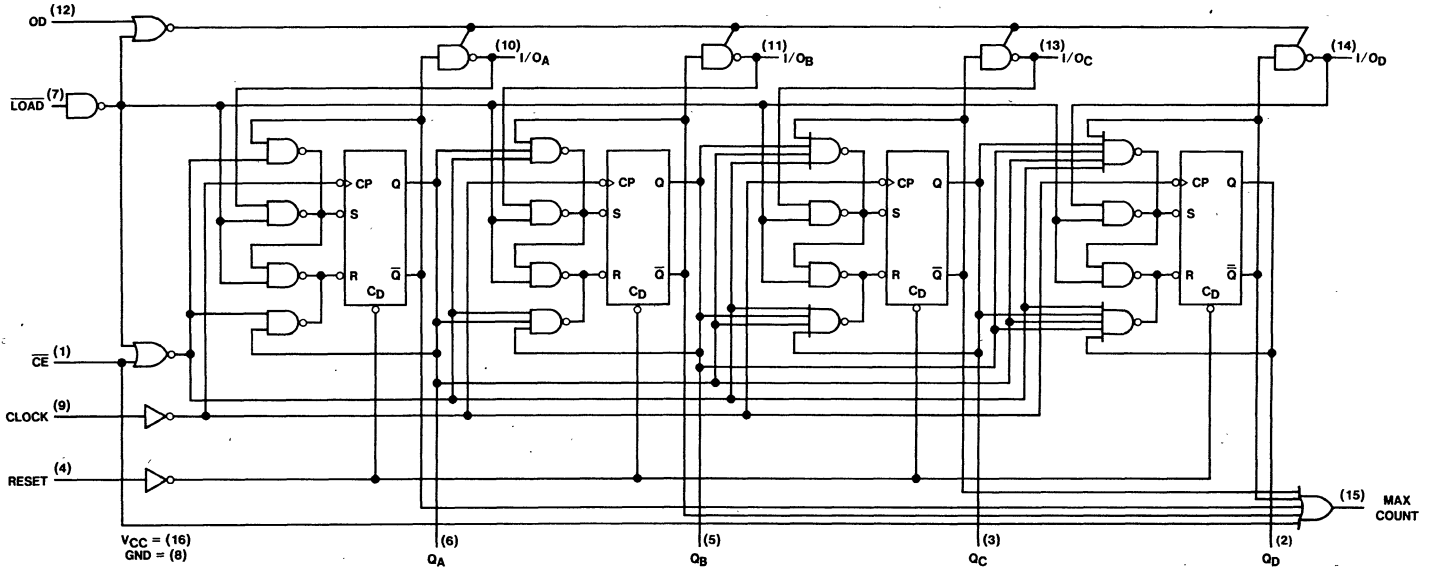 OD (12)
(10)
I/OA
(11)
I/OB
(13)
I/OC
(14)
I/OD
LOAD (7)
CP Q
S
R Q
CD
CP Q
S
R Q
CD
CP Q
S
R Q
CD
CP Q
S
R Q
CD
CE (1)
CLOCK (9)
RESET (4)
(15) MAX
COUNT
VCC = (16)
GND = (8)
(6)
QA
(5)
QB
(3)
QC
(2)
QD